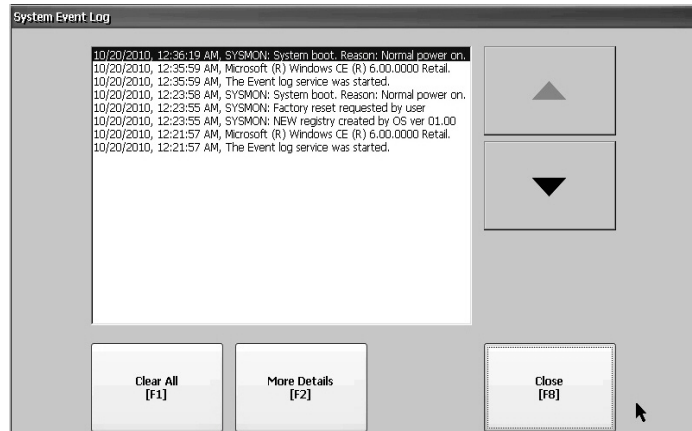 System Event Log
10/20/2010, 12:36:19 AM, SYSMON: System boot. Reason: Normal power on.
10/20/2010, 12:35:59 AM, Microsoft (R) Windows CE (R) 6.00.0000 Retail.
10/20/2010, 12:35:59 AM, The Event log service was started.
10/20/2010, 12:23:58 AM, SYSMON: System boot. Reason: Normal power on.
10/20/2010, 12:23:55 AM, SYSMON: Factory reset requested by user
10/20/2010, 12:23:55 AM, SYSMON: NEW registry created by OS ver 01.00
10/20/2010, 12:21:57 AM, Microsoft (R) Windows CE (R) 6.00.0000 Retail.
10/20/2010, 12:21:57 AM, The Event log service was started.
Clear All
[F1]
More Details
[F2]
Close
[F8]